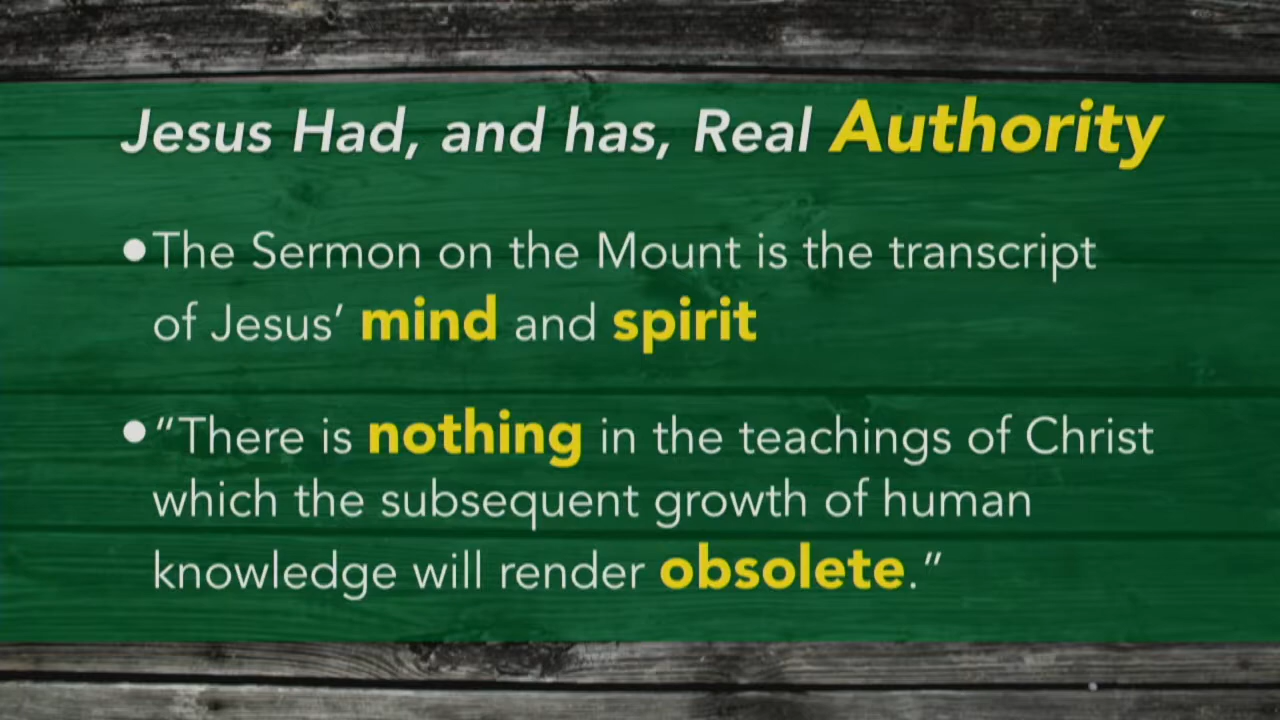 Jesus Had, and has, Real Authority
•The Sermon on the Mount is the transcript
of Jesus’ mind and spirit
•“There is nothing in the teachings of Christ
which the subsequent growth of human
knowledge will render obsolete.”